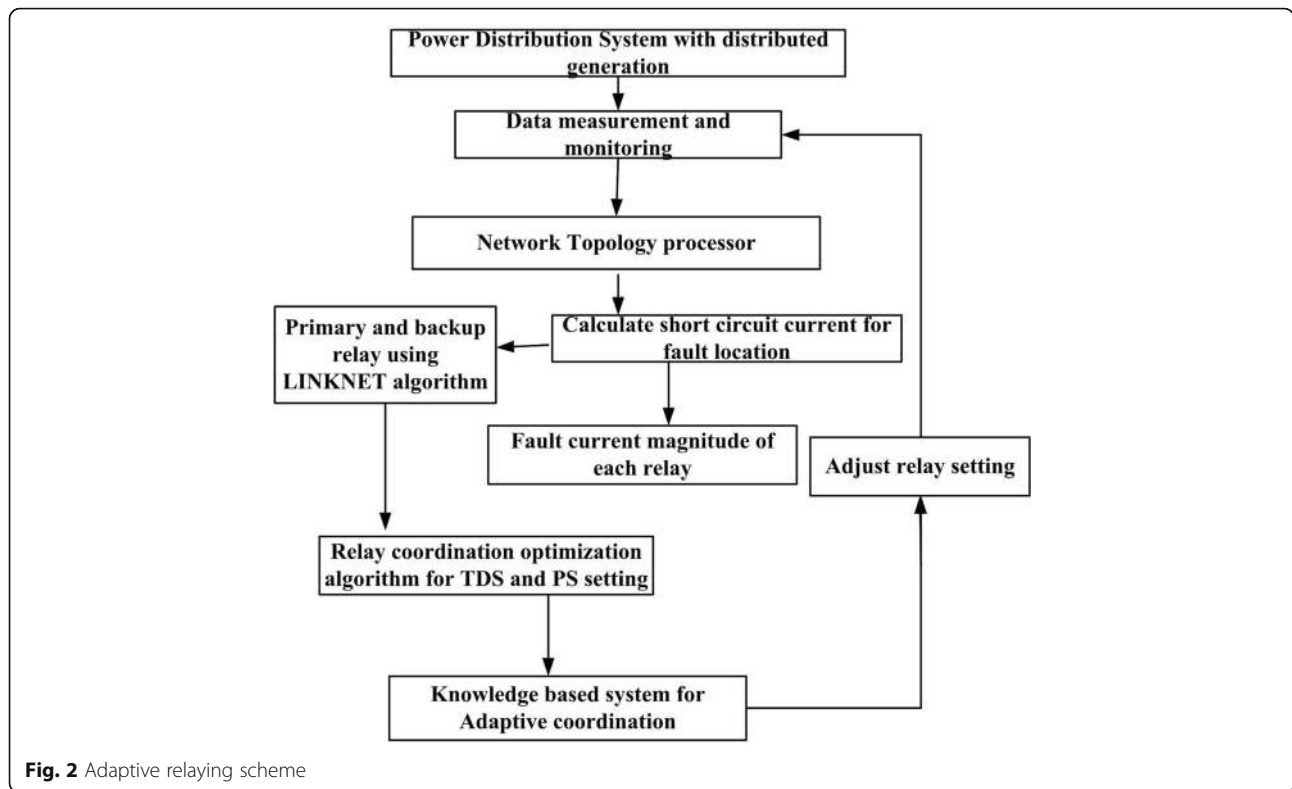 Power Distribution System with distributed
generation
Data measurement and
monitoring
Network Topology processor
Calculate short circuit current for
fault location
Primary and backup
relay using
LINKNET algorithm
Fault current magnitude of
each relay
Adjust relay setting
Relay coordination optimization
algorithm for TDS and PS setting
Knowledge based system for
Adaptive coordination
Fig. 2 Adaptive relaying scheme